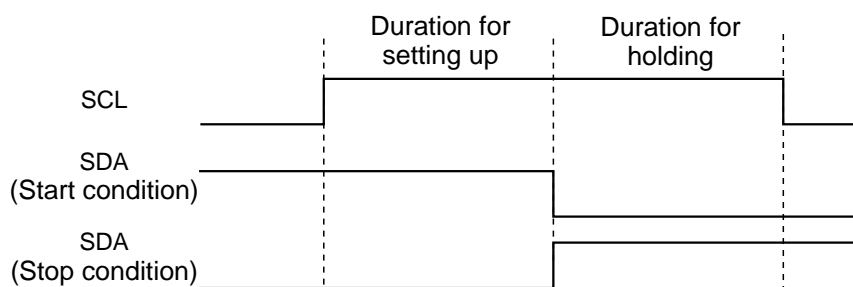 Duration for
setting up
Duration for
holding
SCL
SDA
(Start condition)
SDA
(Stop condition)